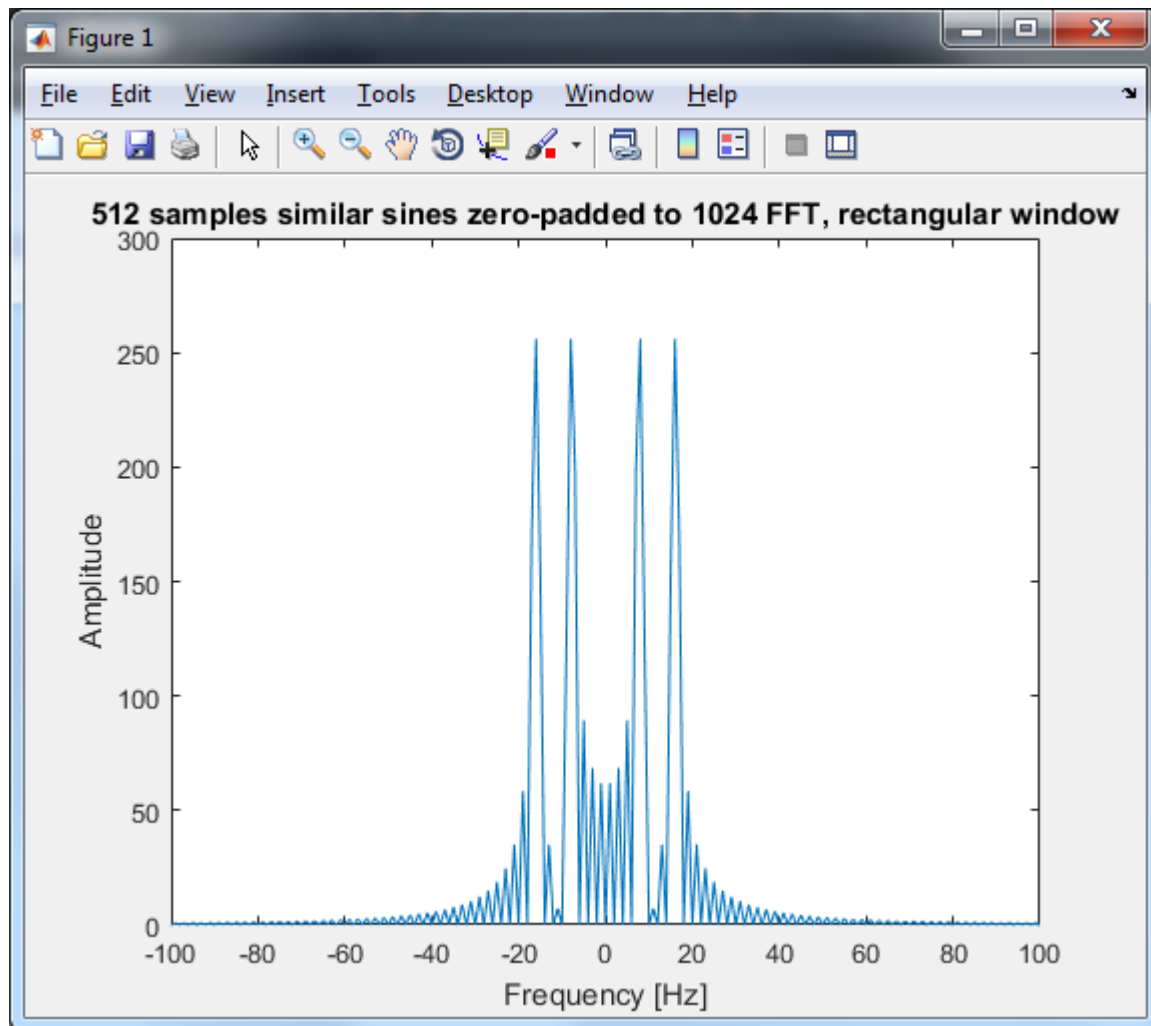 Figure 1
File Edit View Insert Tools Desktop Window Help
512 samples similar sines zero-padded to 1024 FFT, rectangular window
300
250
200
150
100
50
0
Amplitude
-100 -80 -60 -40 -20 0 20 40 60 80 100
Frequency [Hz]